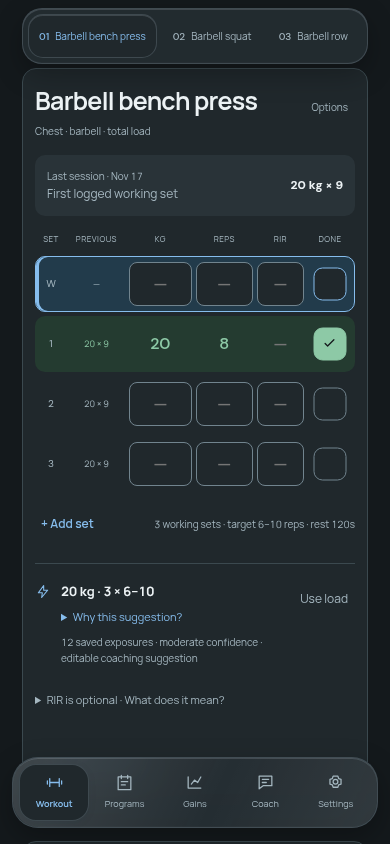 01 Barbell bench press 02 Barbell squat 03 Barbell row
Barbell bench press
Options
Chest · barbell · total load
Last session · Nov 17
First logged working set
20 kg × 9
SET PREVIOUS KG REPS RIR DONE
W — — — —
1 20 × 9 20 8 —
2 20 × 9 — — —
3 20 × 9 — — —
+ Add set 3 working sets · target 6–10 reps · rest 120s
20 kg · 3 × 6–10
Use load
Why this suggestion?
12 saved exposures · moderate confidence ·
editable coaching suggestion
RIR is optional · What does it mean?
Workout Programs Gains Coach Settings